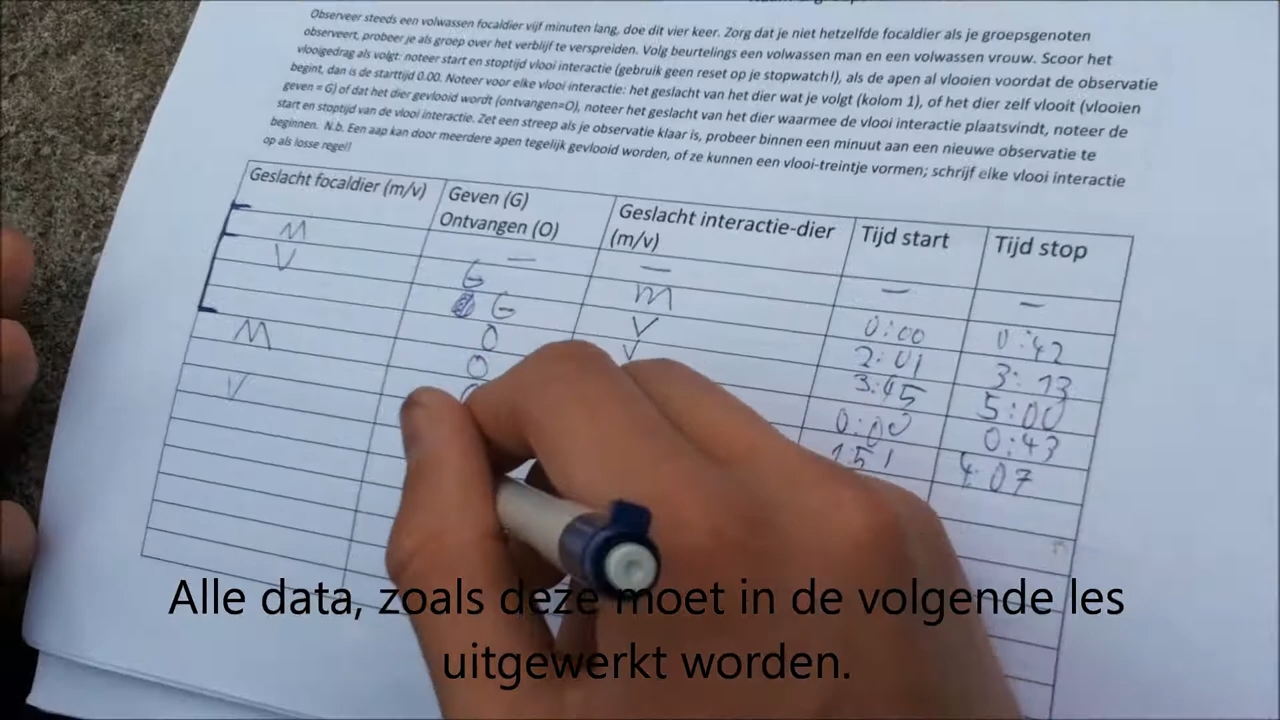 Observeer steeds een volwassen focaldier vijf minuten lang, doe dit vier keer. Zorg dat je niet hetzelfde focaldier als je groepsgenoten
observeert, probeer je als groep over het verblijf te verspreiden. Volg beurtelings een volwassen man en een volwassen vrouw. Scoor het
vlooigedrag als volgt: noteer start en stoptijd vlooi interactie (gebruik geen reset op je stopwatch!), als de apen al vlooien voordat de observatie
begint, dan is de starttijd 0.00. Noteer voor elke vlooi interactie: het geslacht van het dier wat je volgt (kolom 1), of het dier zelf vlooit (vlooien
geven = G) of dat het dier gevlooid wordt (ontvangen=O), noteer het geslacht van het dier waarmee de vlooi interactie plaatsvindt, noteer de
start en stoptijd van de vlooi interactie. Zet een streep als je observatie klaar is, probeer binnen een minuut aan een nieuwe observatie te
beginnen. N.b. Een aap kan door meerdere apen tegelijk gevlooid worden, of ze kunnen een vlooi-treintje vormen; schrijf elke vlooi interactie
op als losse regel!
Geslacht focaldier (m/v) Geven (G) Geslacht interactie-dier Tijd start Tijd stop
Ontvangen (O) (m/v)
M — — — —
V G m 0:00 0:42
G V 2:01 3:13
O V 3:45 5:00
M O 0:00 0:43
1:51 4:07
V
Alle data, zoals deze moet in de volgende les
uitgewerkt worden.